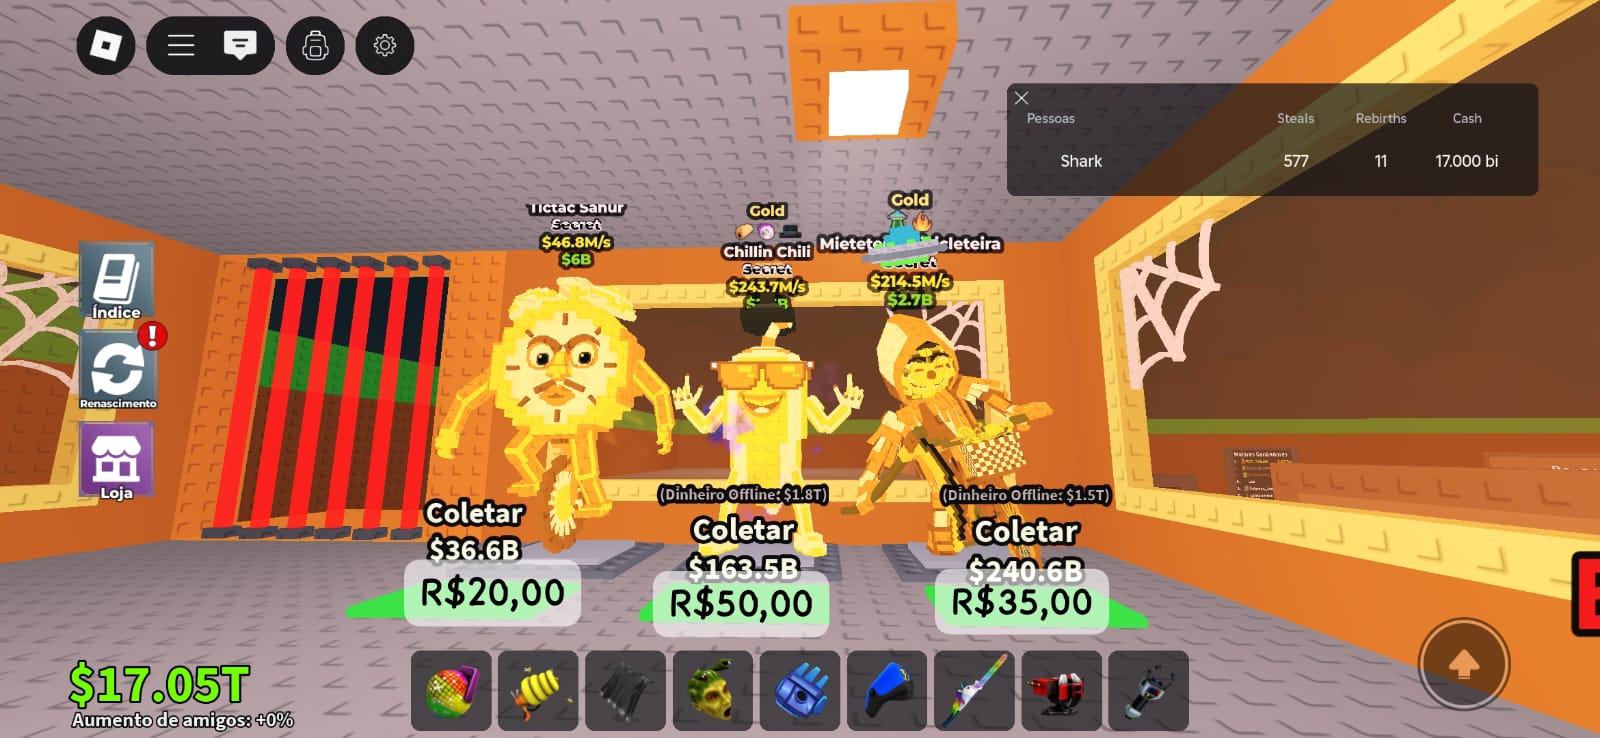 Pessoas Steals Rebirths Cash
Shark 577 11 17.000 bi
Tictac Sahur
Secret
$46.8M/s
$6B
Gold
Chillin Chili
Secret
$243.7M/s
Gold
Secret
$214.5M/s
$2.7B
Índice
!
Renascimento
Loja
Coletar
$36.6B
R$20,00
(Dinheiro Offline: $1.8T)
Coletar
$163.5B
R$50,00
(Dinheiro Offline: $1.5T)
Coletar
$240.6B
R$35,00
$17.05T
Aumento de amigos: +0%